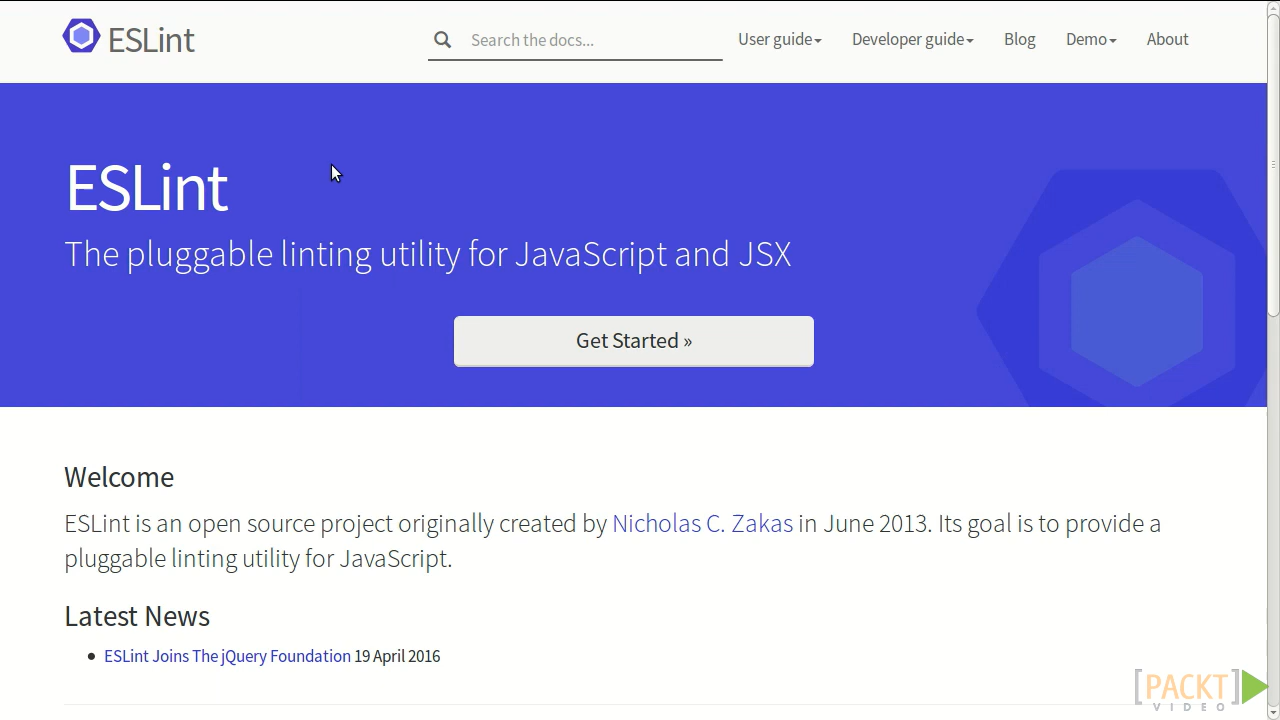 ESLint
Search the docs...
User guide
Developer guide
Blog
Demo
About
ESLint
The pluggable linting utility for JavaScript and JSX
Get Started »
Welcome
ESLint is an open source project originally created by Nicholas C. Zakas in June 2013. Its goal is to provide a
pluggable linting utility for JavaScript.
Latest News
ESLint Joins The jQuery Foundation 19 April 2016
[PACKT]
VIDEO